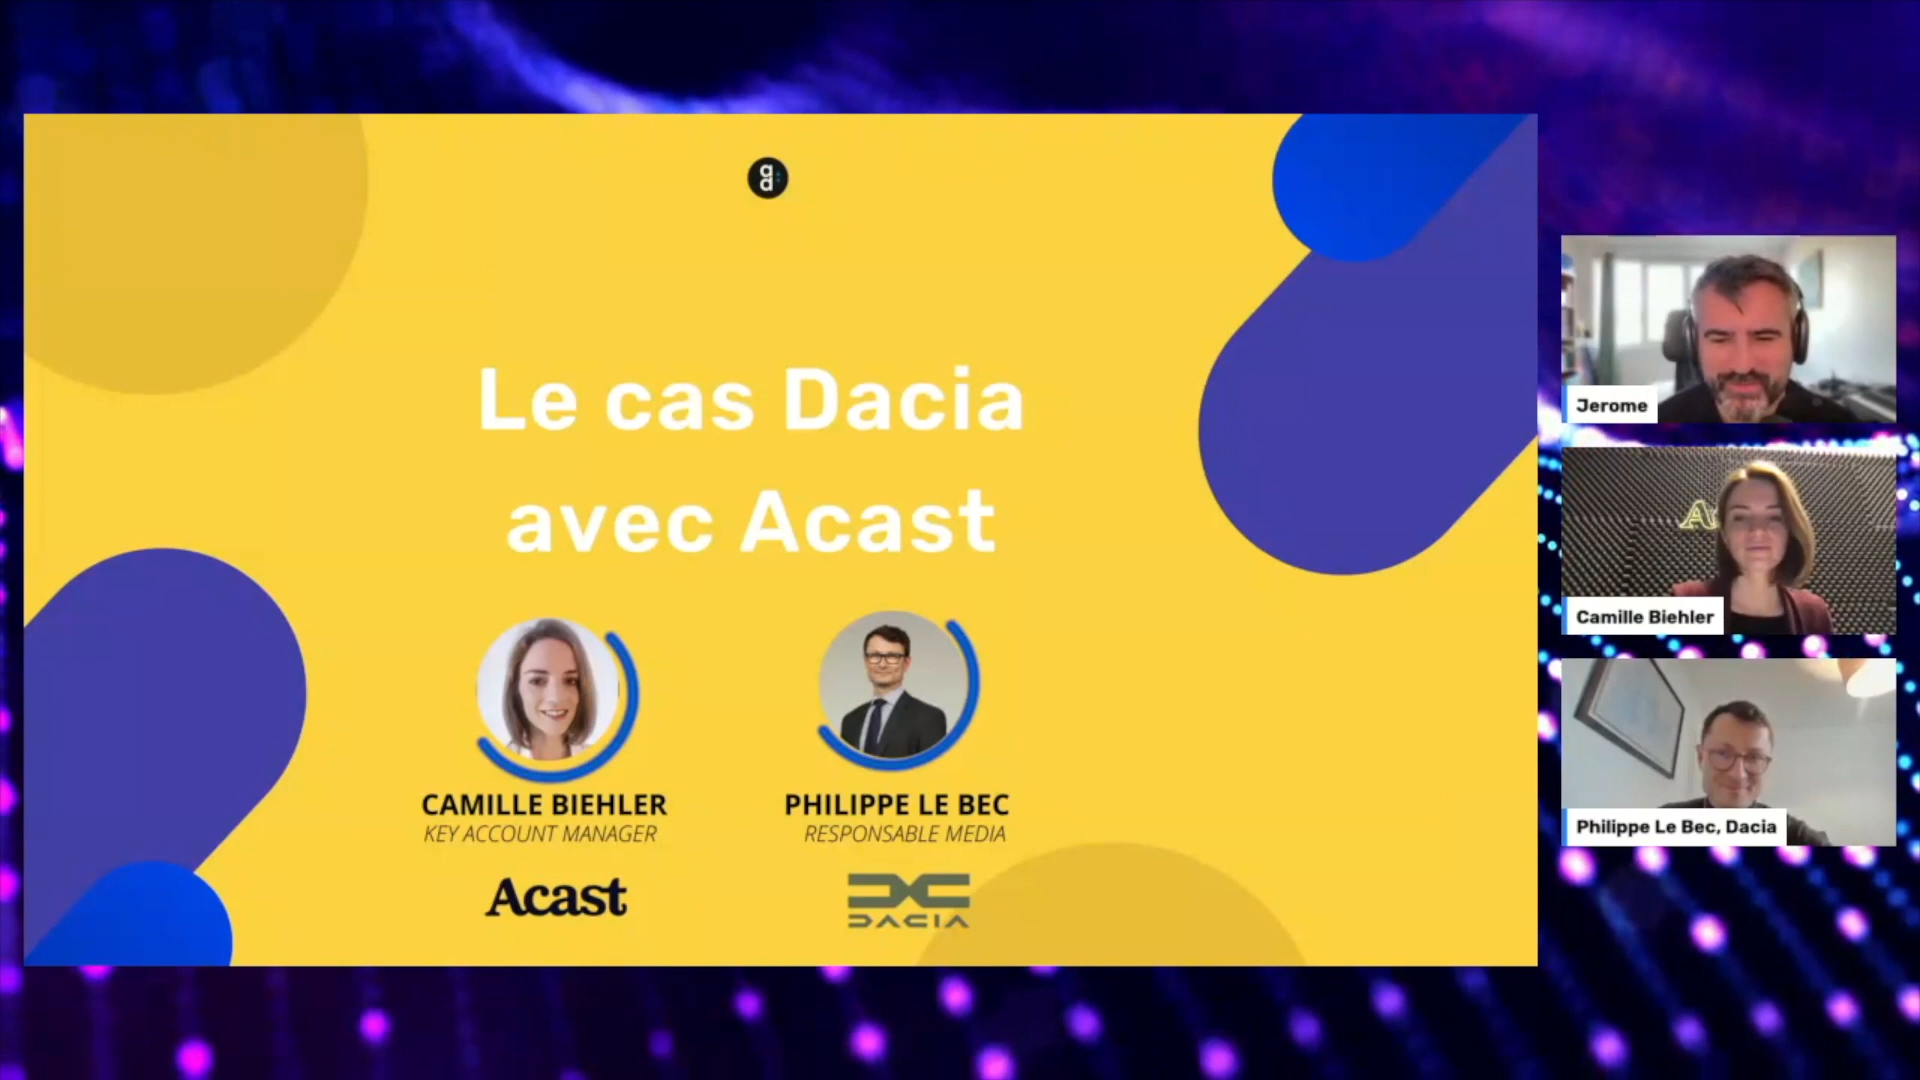 Le cas Dacia
avec Acast
CAMILLE BIEHLER
KEY ACCOUNT MANAGER
Acast
PHILIPPE LE BEC
RESPONSABLE MEDIA
DACIA
Jerome
Camille Biehler
Philippe Le Bec, Dacia